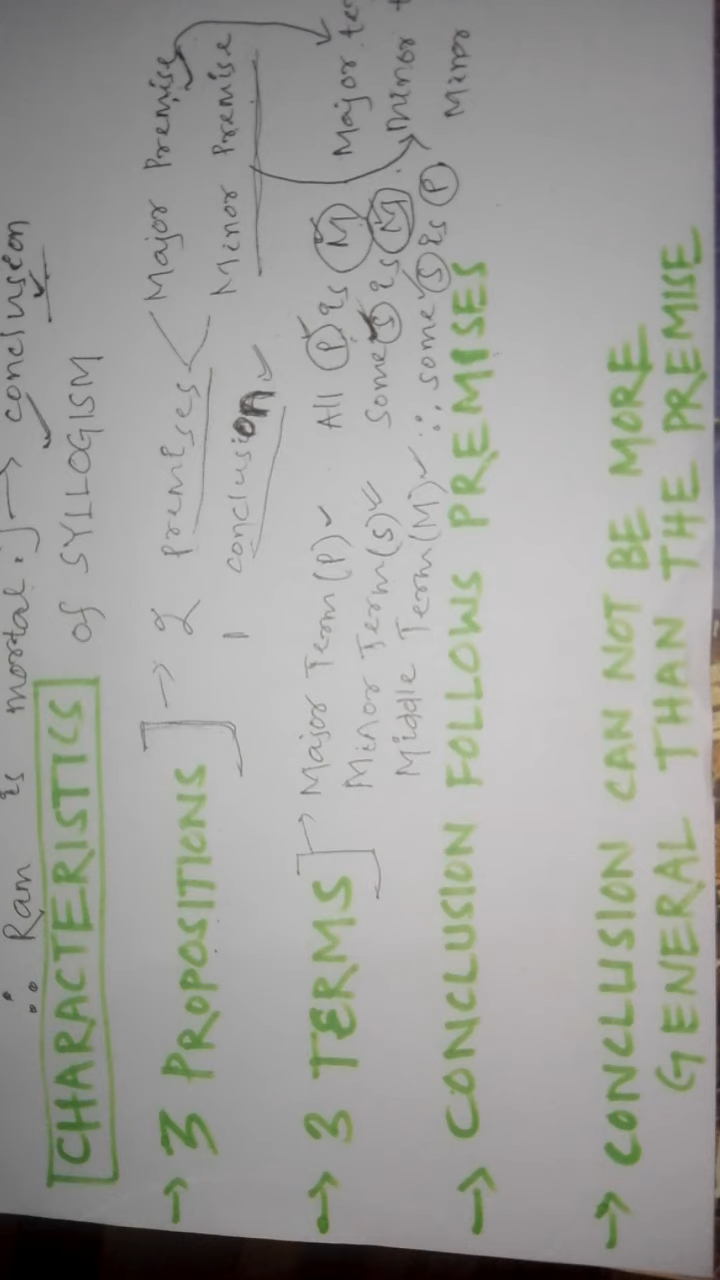 ∴ Ram is mortal.] → conclusion
CHARACTERISTICS of SYLLOGISM
→ 3 PROPOSITIONS ] → 2 premises < Major Premise
Minor Premise
1 conclusion
→ 3 TERMS ] → Major Term(P) All P is M Major
Minor Term(S) Some S is M. Minor
Middle Term(M) ∴ some S is P Minor
→ CONCLUSION FOLLOWS PREMISES
→ CONCLUSION CAN NOT BE MORE
GENERAL THAN THE PREMISE